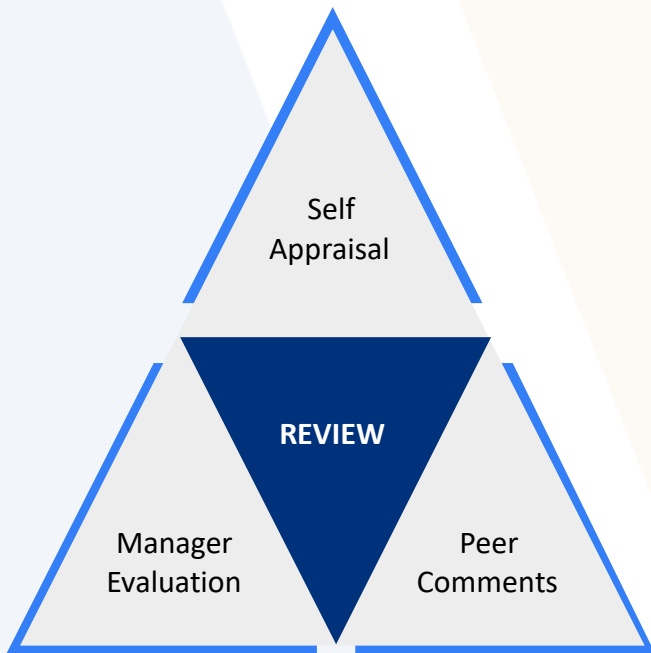 Self
Appraisal
REVIEW
Manager
Evaluation
Peer
Comments